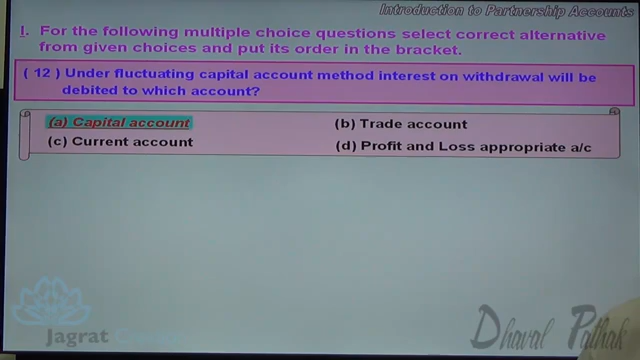 Introduction to Partnership Accounts
I. For the following multiple choice questions select correct alternative
from given choices and put its order in the bracket.
( 12 ) Under fluctuating capital account method interest on withdrawal will be
debited to which account?
(a) Capital account
(b) Trade account
(c) Current account
(d) Profit and Loss appropriate a/c
Jagrat
Dhaval Pathak